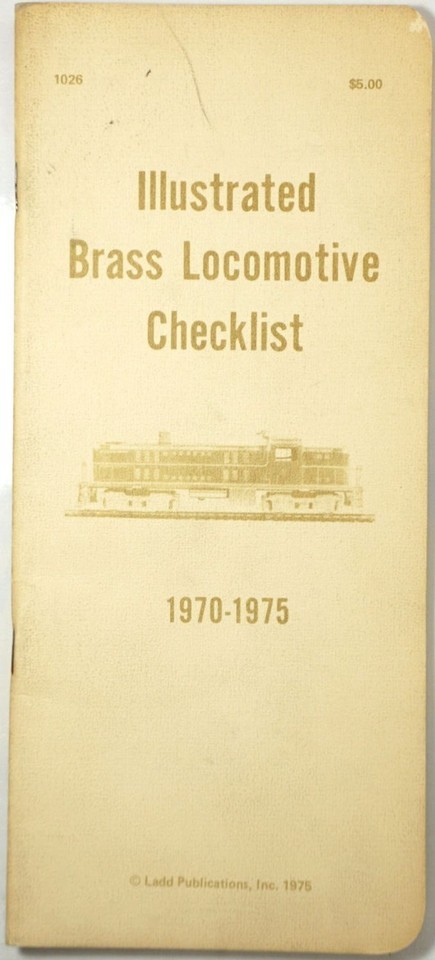 1026
$5.00
Illustrated
Brass Locomotive
Checklist
1970-1975
© Ladd Publications, Inc. 1975